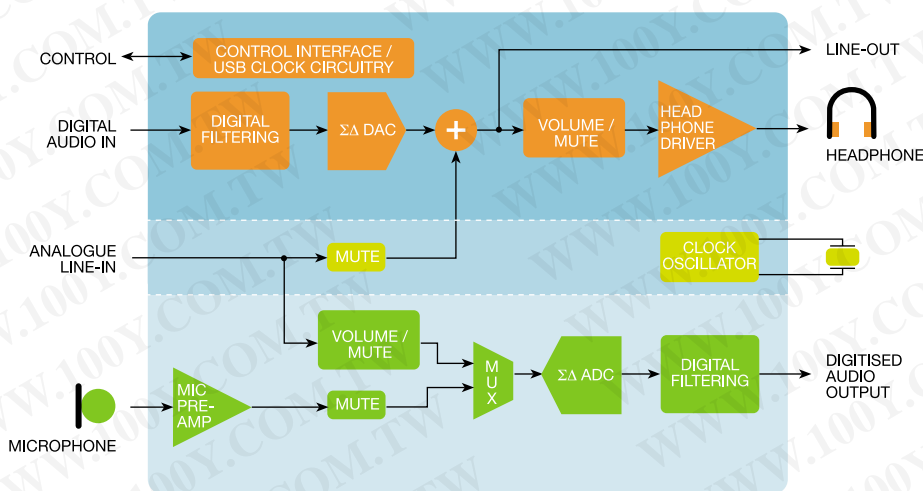 CONTROL
CONTROL INTERFACE /
USB CLOCK CIRCUITRY
LINE-OUT
DIGITAL
AUDIO IN
DIGITAL
FILTERING
ΣΔ DAC
+
VOLUME /
MUTE
HEAD
PHONE
DRIVER
HEADPHONE
ANALOGUE
LINE-IN
MUTE
CLOCK
OSCILLATOR
VOLUME /
MUTE
MICROPHONE
MIC
PRE-
AMP
MUTE
M
U
X
ΣΔ ADC
DIGITAL
FILTERING
DIGITISED
AUDIO
OUTPUT
WWW.100Y.COM.TW